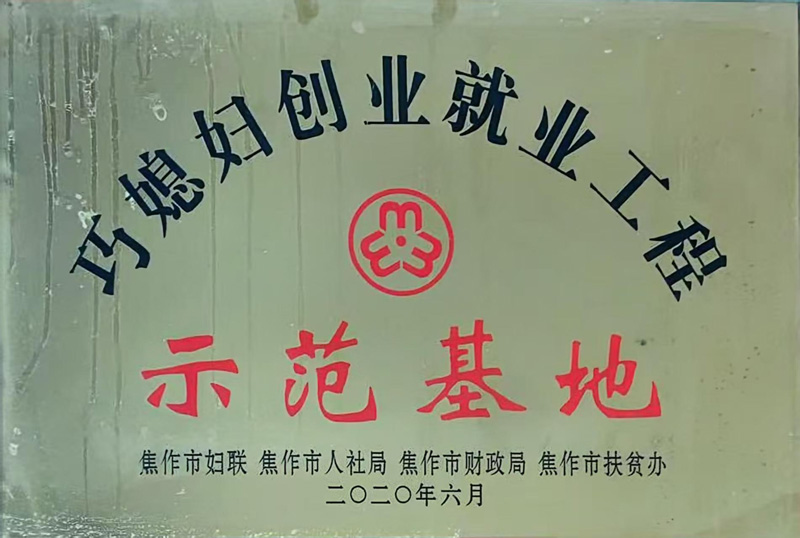 巧媳妇创业就业工程
示范基地
焦作市妇联 焦作市人社局 焦作市财政局 焦作市扶贫办
二〇二〇年六月